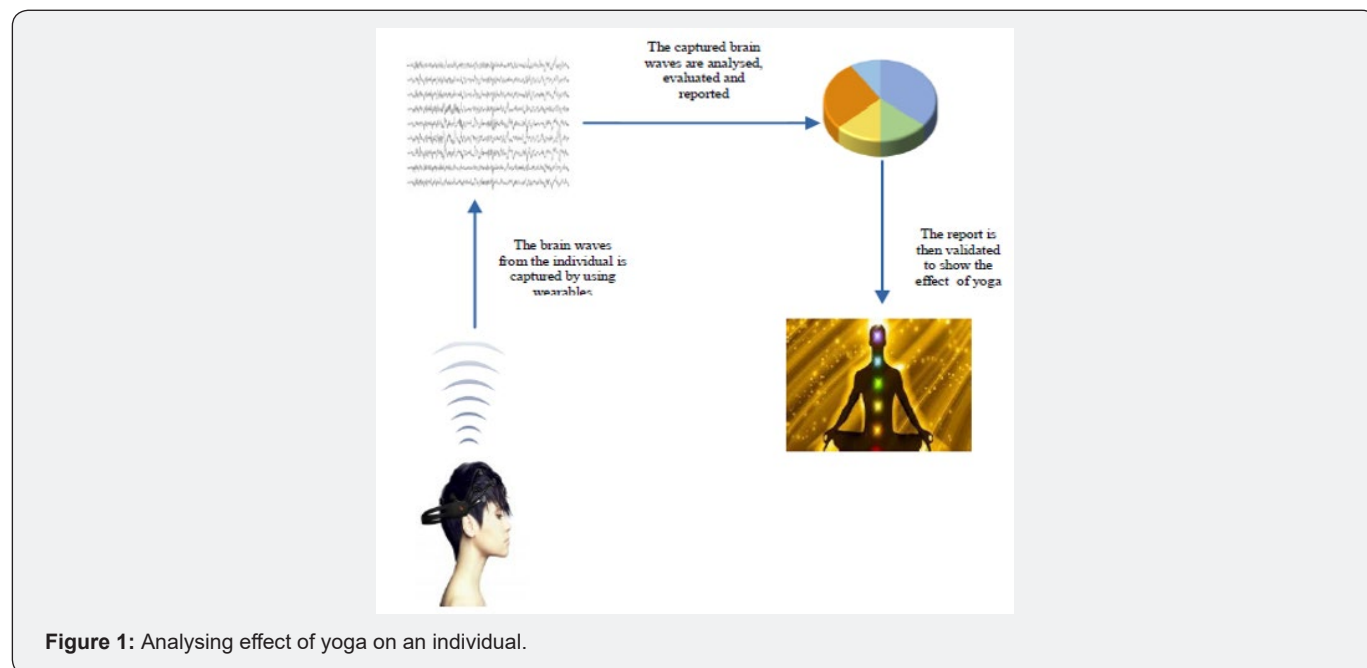 The captured brain
waves are analysed,
evaluated and
reported
The brain waves
from the individual is
captured by using
wearables
The report is
then validated
to show the
effect of yoga
Figure 1: Analysing effect of yoga on an individual.